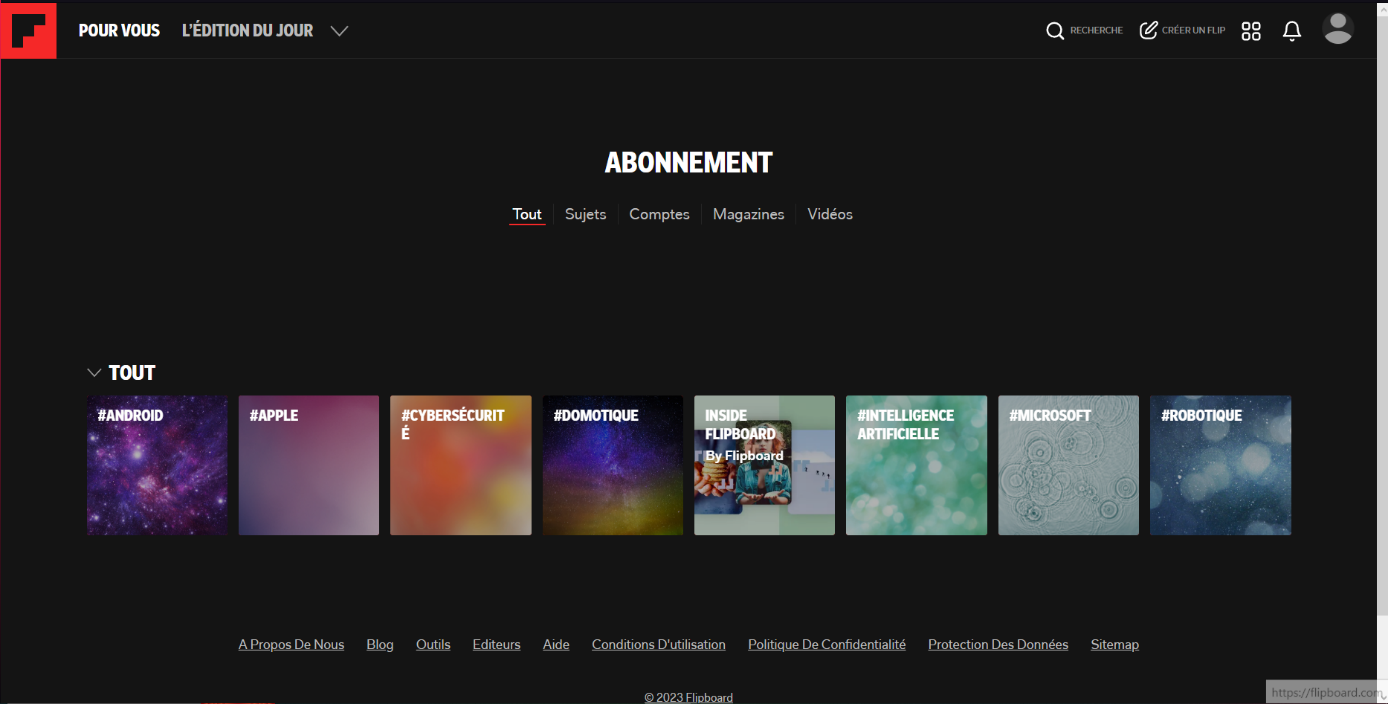 POUR VOUS L'ÉDITION DU JOUR RECHERCHE CRÉER UN FLIP
ABONNEMENT
Tout Sujets Comptes Magazines Vidéos
TOUT
#ANDROID
#APPLE
#CYBERSÉCURIT
É
#DOMOTIQUE
INSIDE
FLIPBOARD
By Flipboard
#INTELLIGENCE
ARTIFICIELLE
#MICROSOFT
#ROBOTIQUE
A Propos De Nous Blog Outils Editeurs Aide Conditions D'utilisation Politique De Confidentialité Protection Des Données Sitemap
© 2023 Flipboard
https://flipboard.com